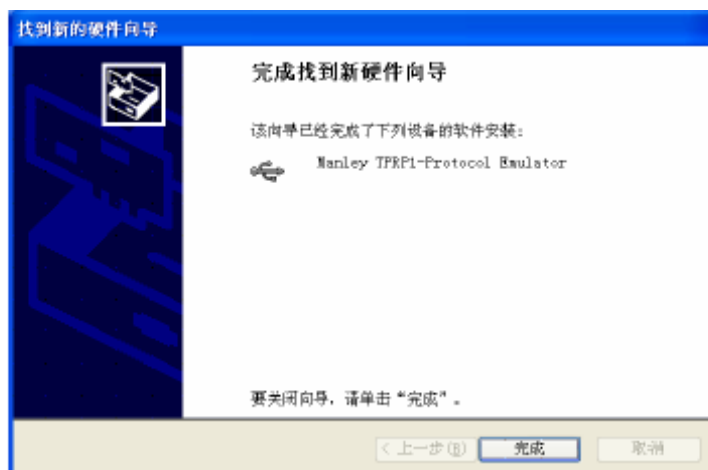 找到新的硬件向导
完成找到新硬件向导
该向导已经完成了下列设备的软件安装：
Manley TPRP1-Protocol Emulator
要关闭向导，请单击“完成”。
< 上一步(B)
完成
取消